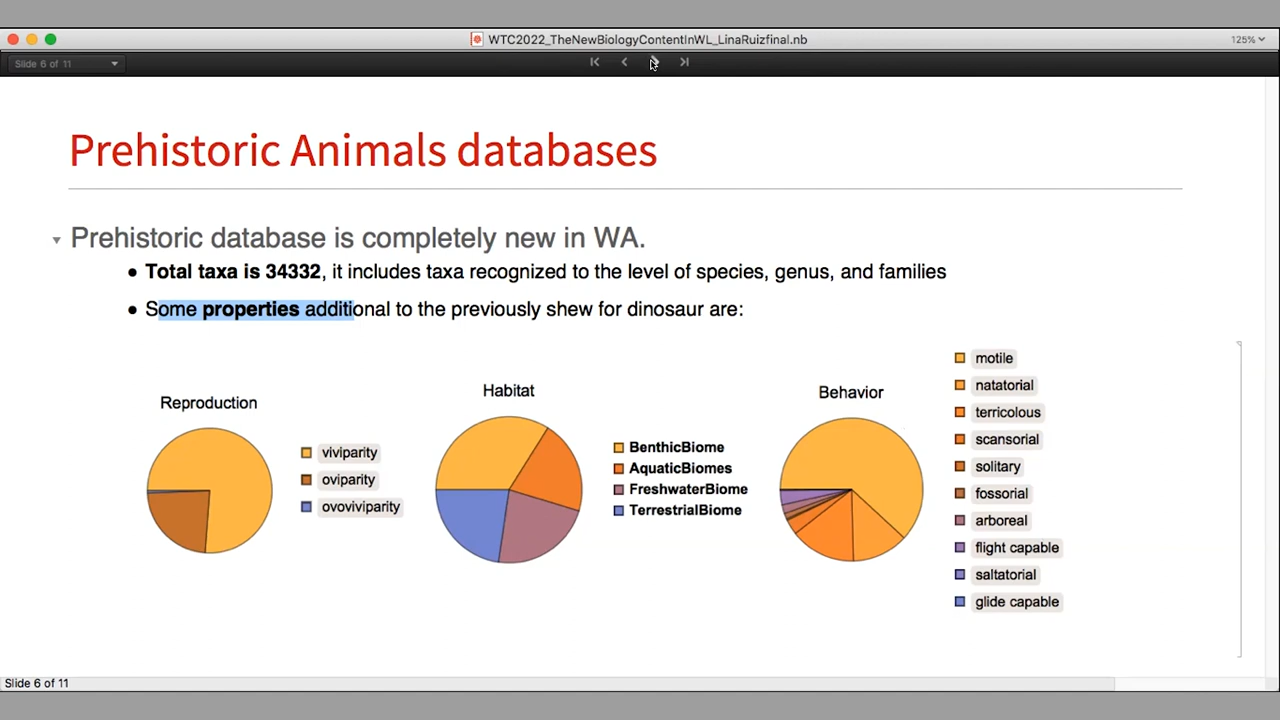 WTC2022_TheNewBiologyContentInWL_LinaRuizfinal.nb
125%
Slide 6 of 11
Prehistoric Animals databases
Prehistoric database is completely new in WA.
● Total taxa is 34332, it includes taxa recognized to the level of species, genus, and families
● Some properties additional to the previously shew for dinosaur are:
Reproduction
viviparity
oviparity
ovoviviparity
Habitat
BenthicBiome
AquaticBiomes
FreshwaterBiome
TerrestrialBiome
Behavior
motile
natatorial
terricolous
scansorial
solitary
fossorial
arboreal
flight capable
saltatorial
glide capable
Slide 6 of 11